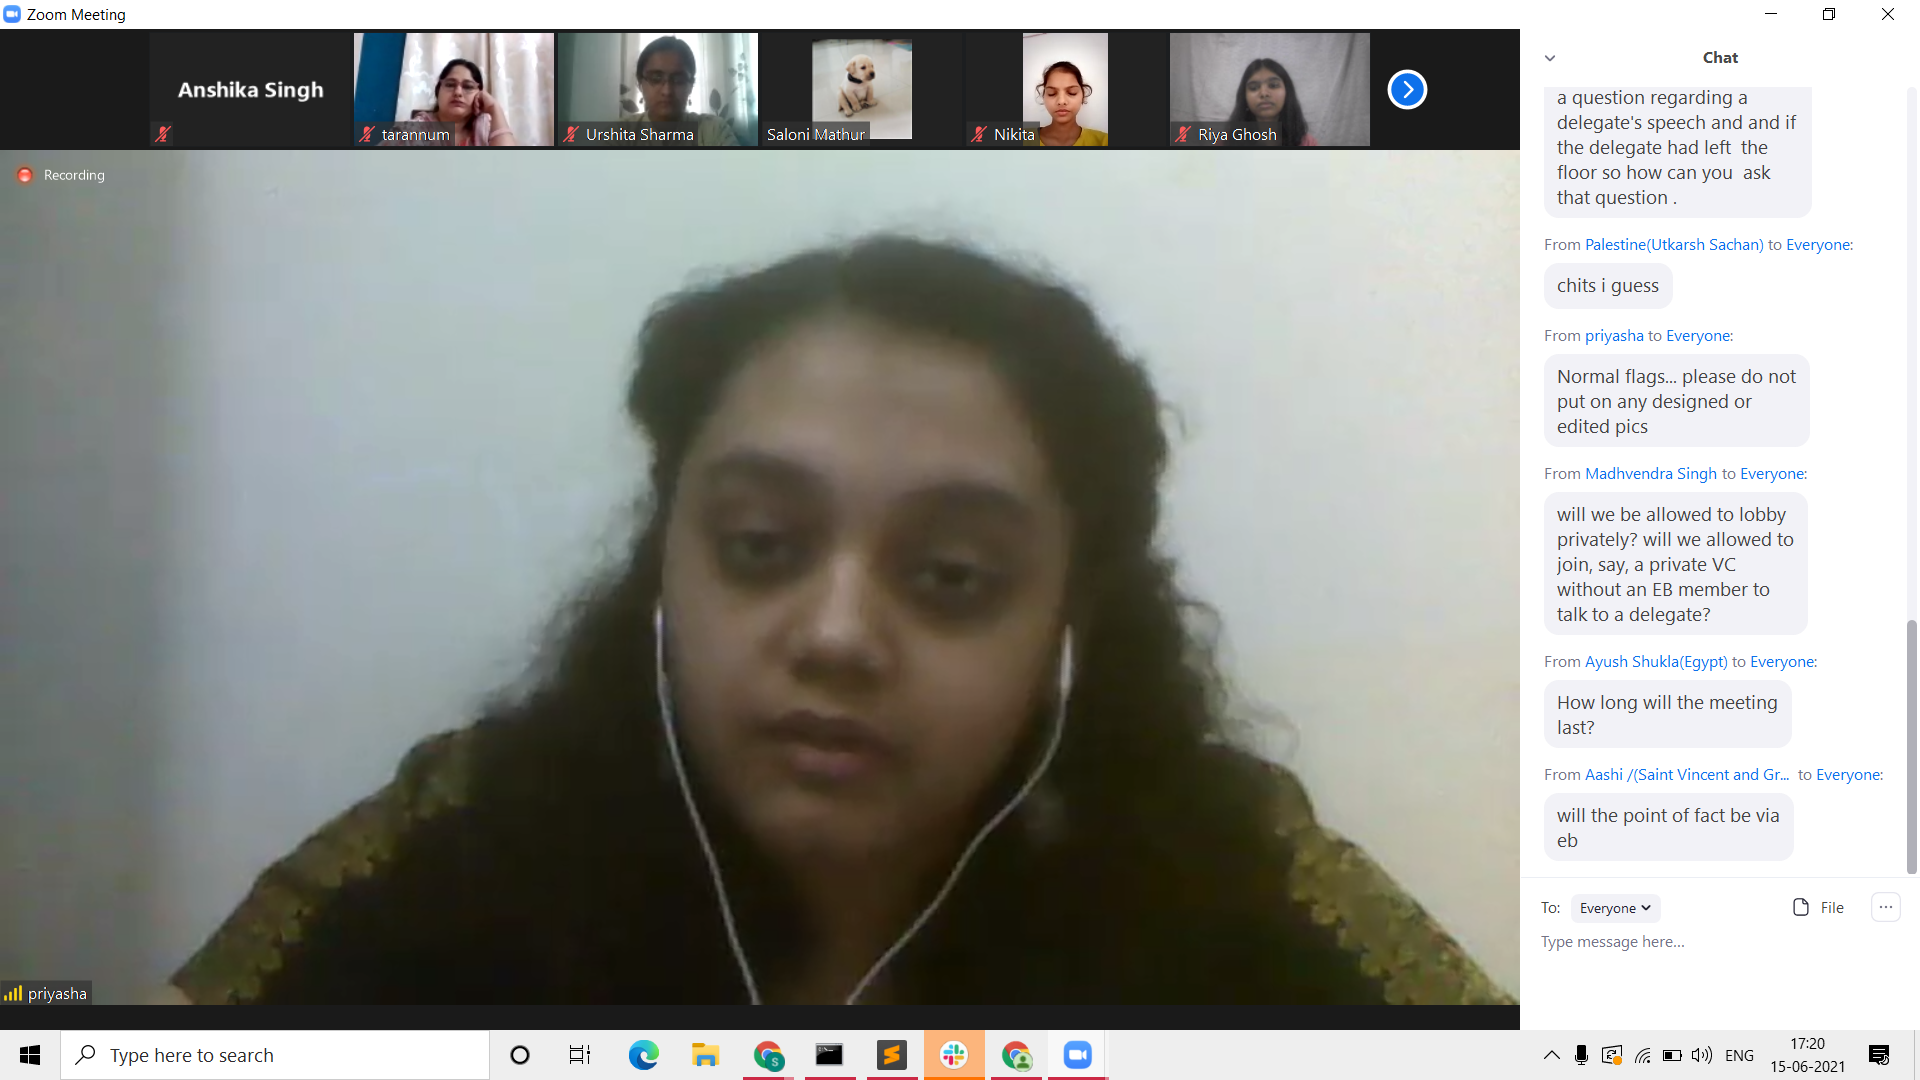 Zoom Meeting
Anshika Singh
tarannum
Urshita Sharma
Saloni Mathur
Nikita
Riya Ghosh
Recording
priyasha
Chat
a question regarding a
delegate's speech and and if
the delegate had left the
floor so how can you ask
that question .
From Palestine(Utkarsh Sachan) to Everyone:
chits i guess
From priyasha to Everyone:
Normal flags... please do not
put on any designed or
edited pics
From Madhvendra Singh to Everyone:
will we be allowed to lobby
privately? will we allowed to
join, say, a private VC
without an EB member to
talk to a delegate?
From Ayush Shukla(Egypt) to Everyone:
How long will the meeting
last?
From Aashi /(Saint Vincent and Gr... to Everyone:
will the point of fact be via
eb
To: Everyone File
Type message here...
Type here to search
S
ENG
17:20
15-06-2021